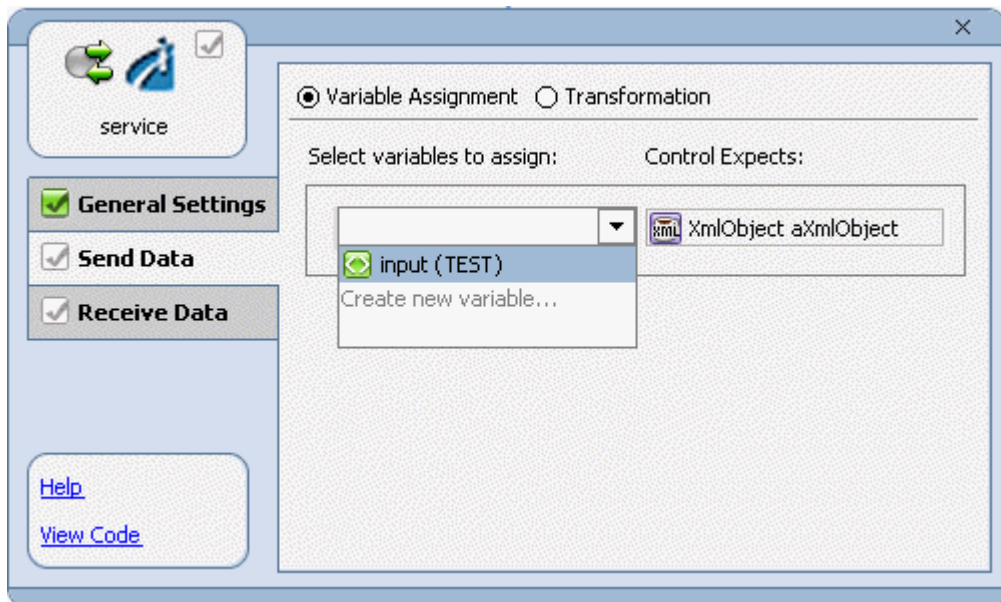 service
General Settings
Send Data
Receive Data
Help
View Code
Variable Assignment Transformation
Select variables to assign: Control Expects:
xml XmlObject aXmlObject
input (TEST)
Create new variable...